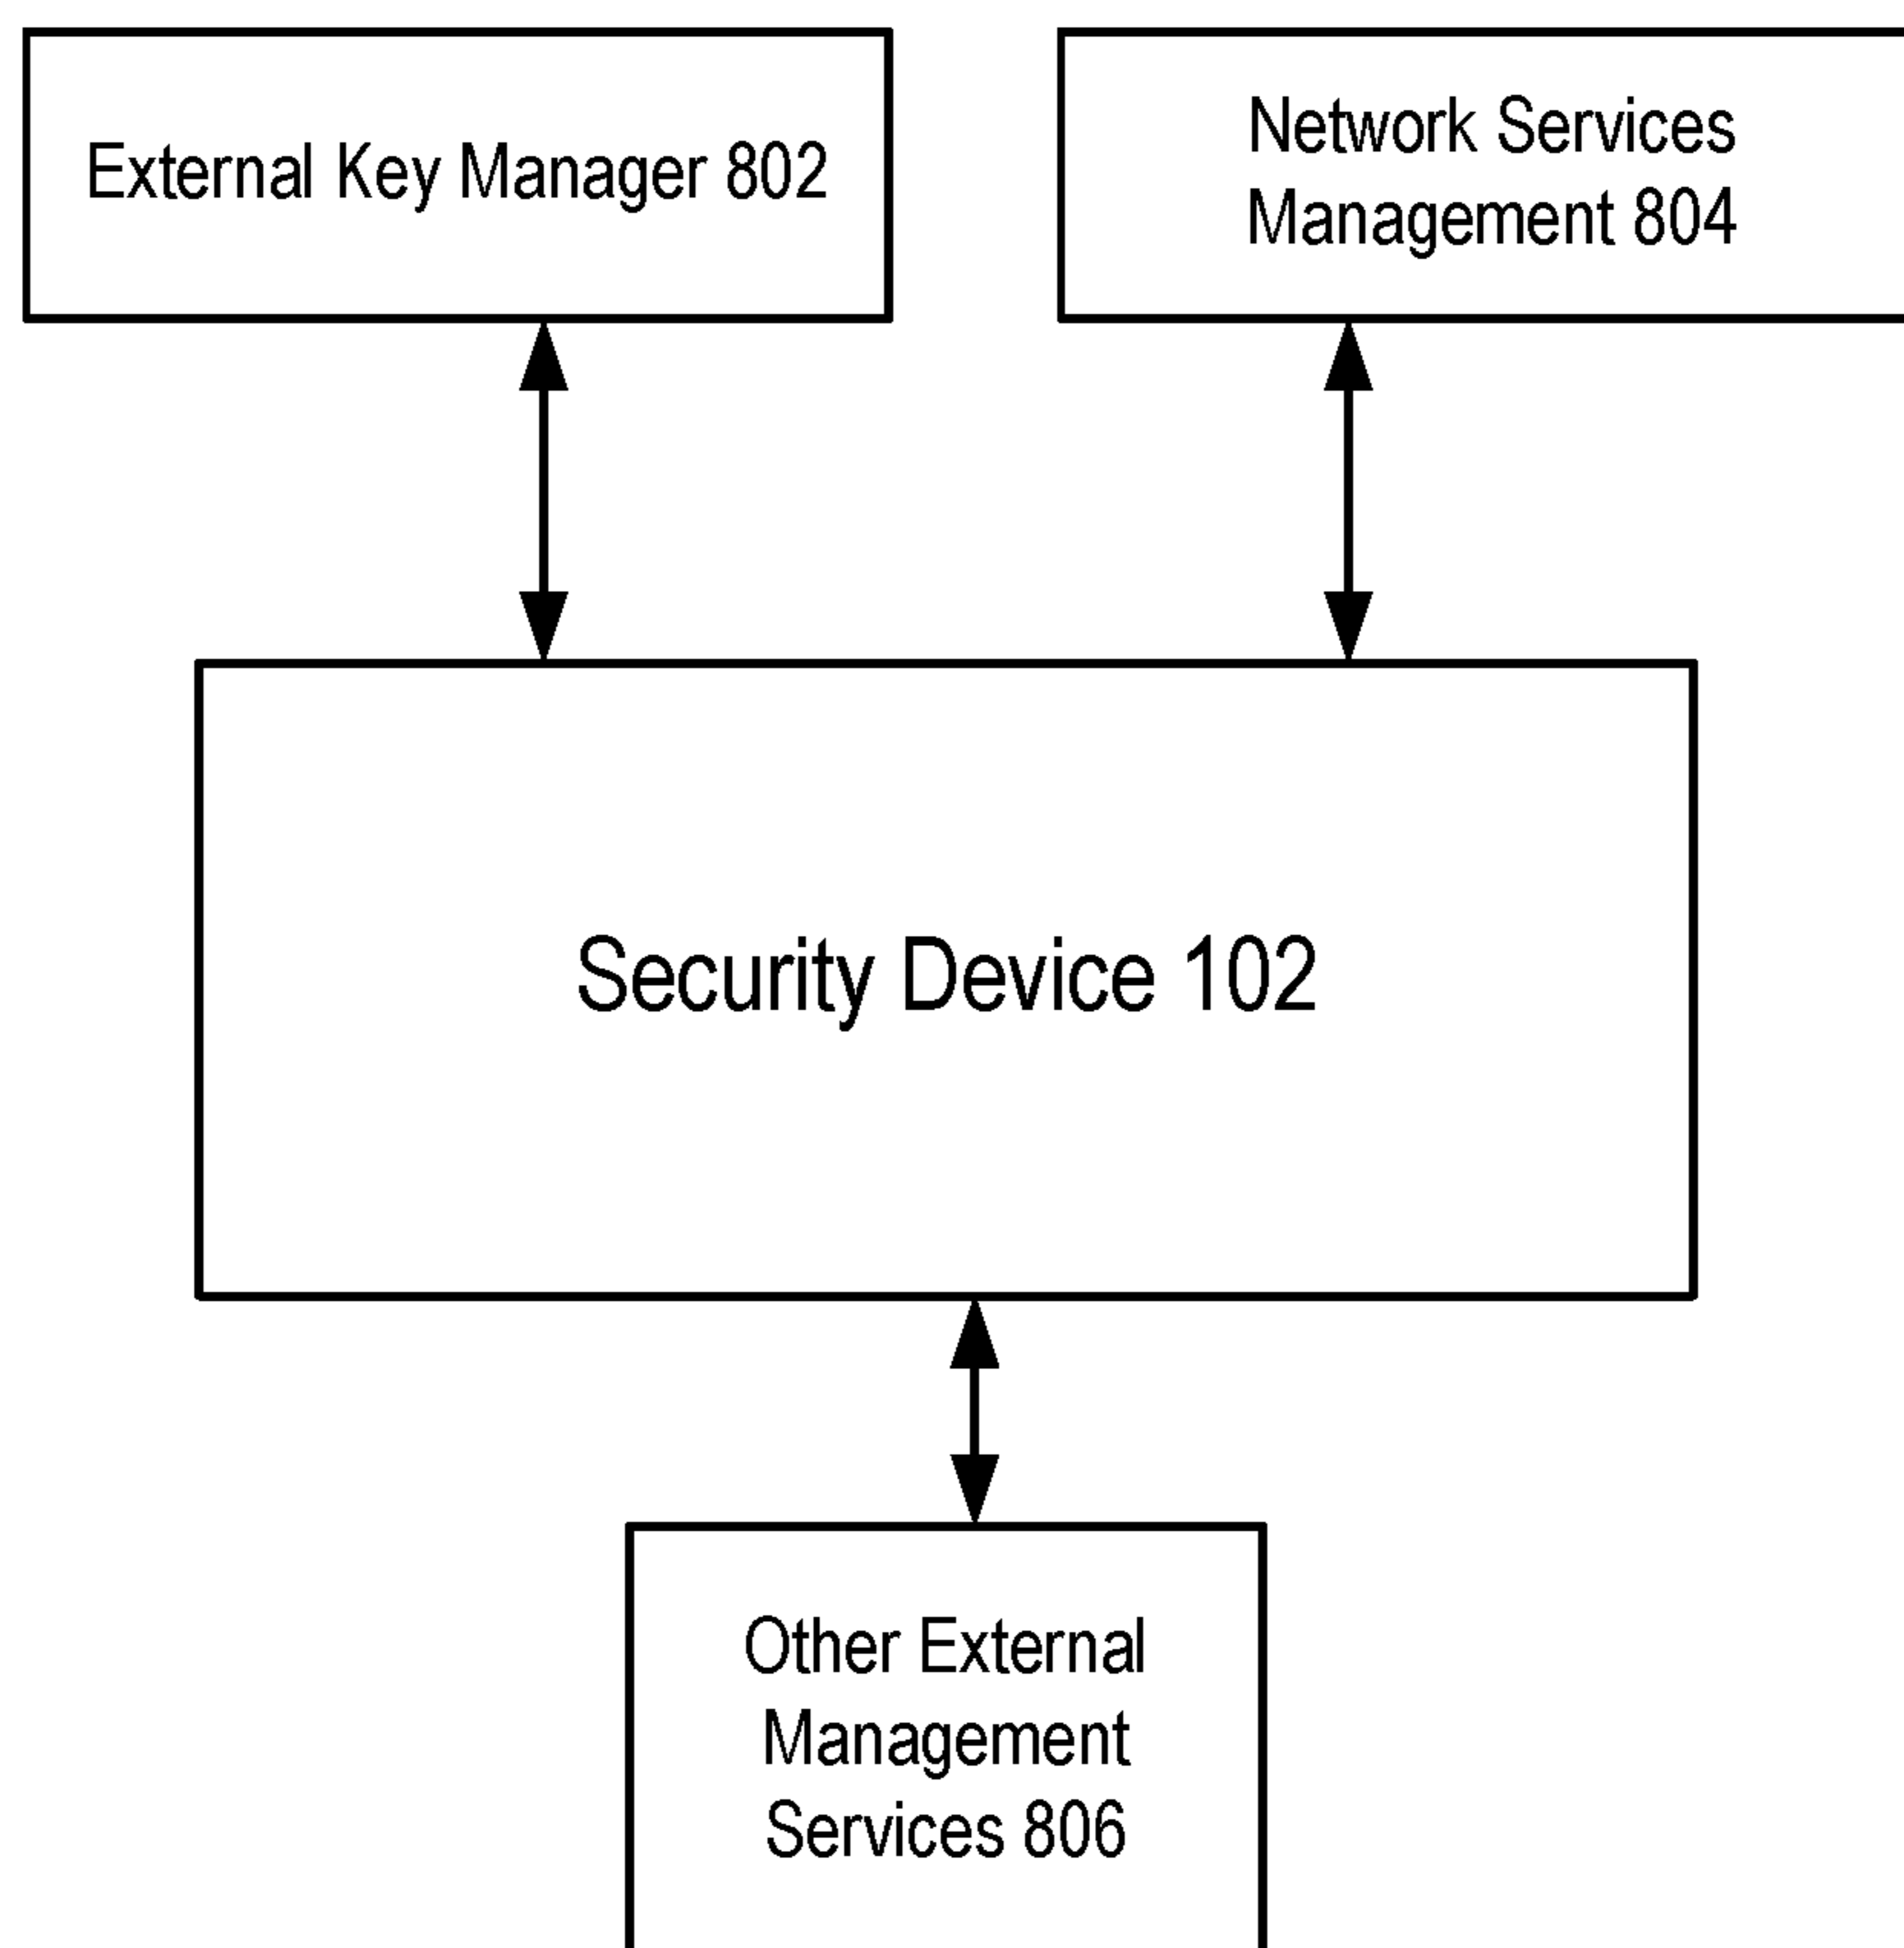 External Key Manager 802
Network Services
Management 804
Security Device 102
Other External
Management
Services 806